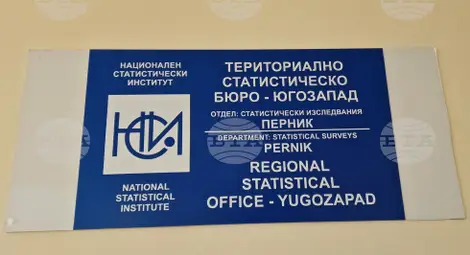 НАЦИОНАЛЕН
СТАТИСТИЧЕСКИ
ИНСТИТУТ
НСИ
NATIONAL
STATISTICAL
INSTITUTE
ТЕРИТОРИАЛНО
СТАТИСТИЧЕСКО
БЮРО - ЮГОЗАПАД
ОТДЕЛ: СТАТИСТИЧЕСКИ ИЗСЛЕДВАНИЯ
ПЕРНИК
DEPARTMENT: STATISTICAL SURVEYS
PERNIK
REGIONAL
STATISTICAL
OFFICE - YUGOZAPAD